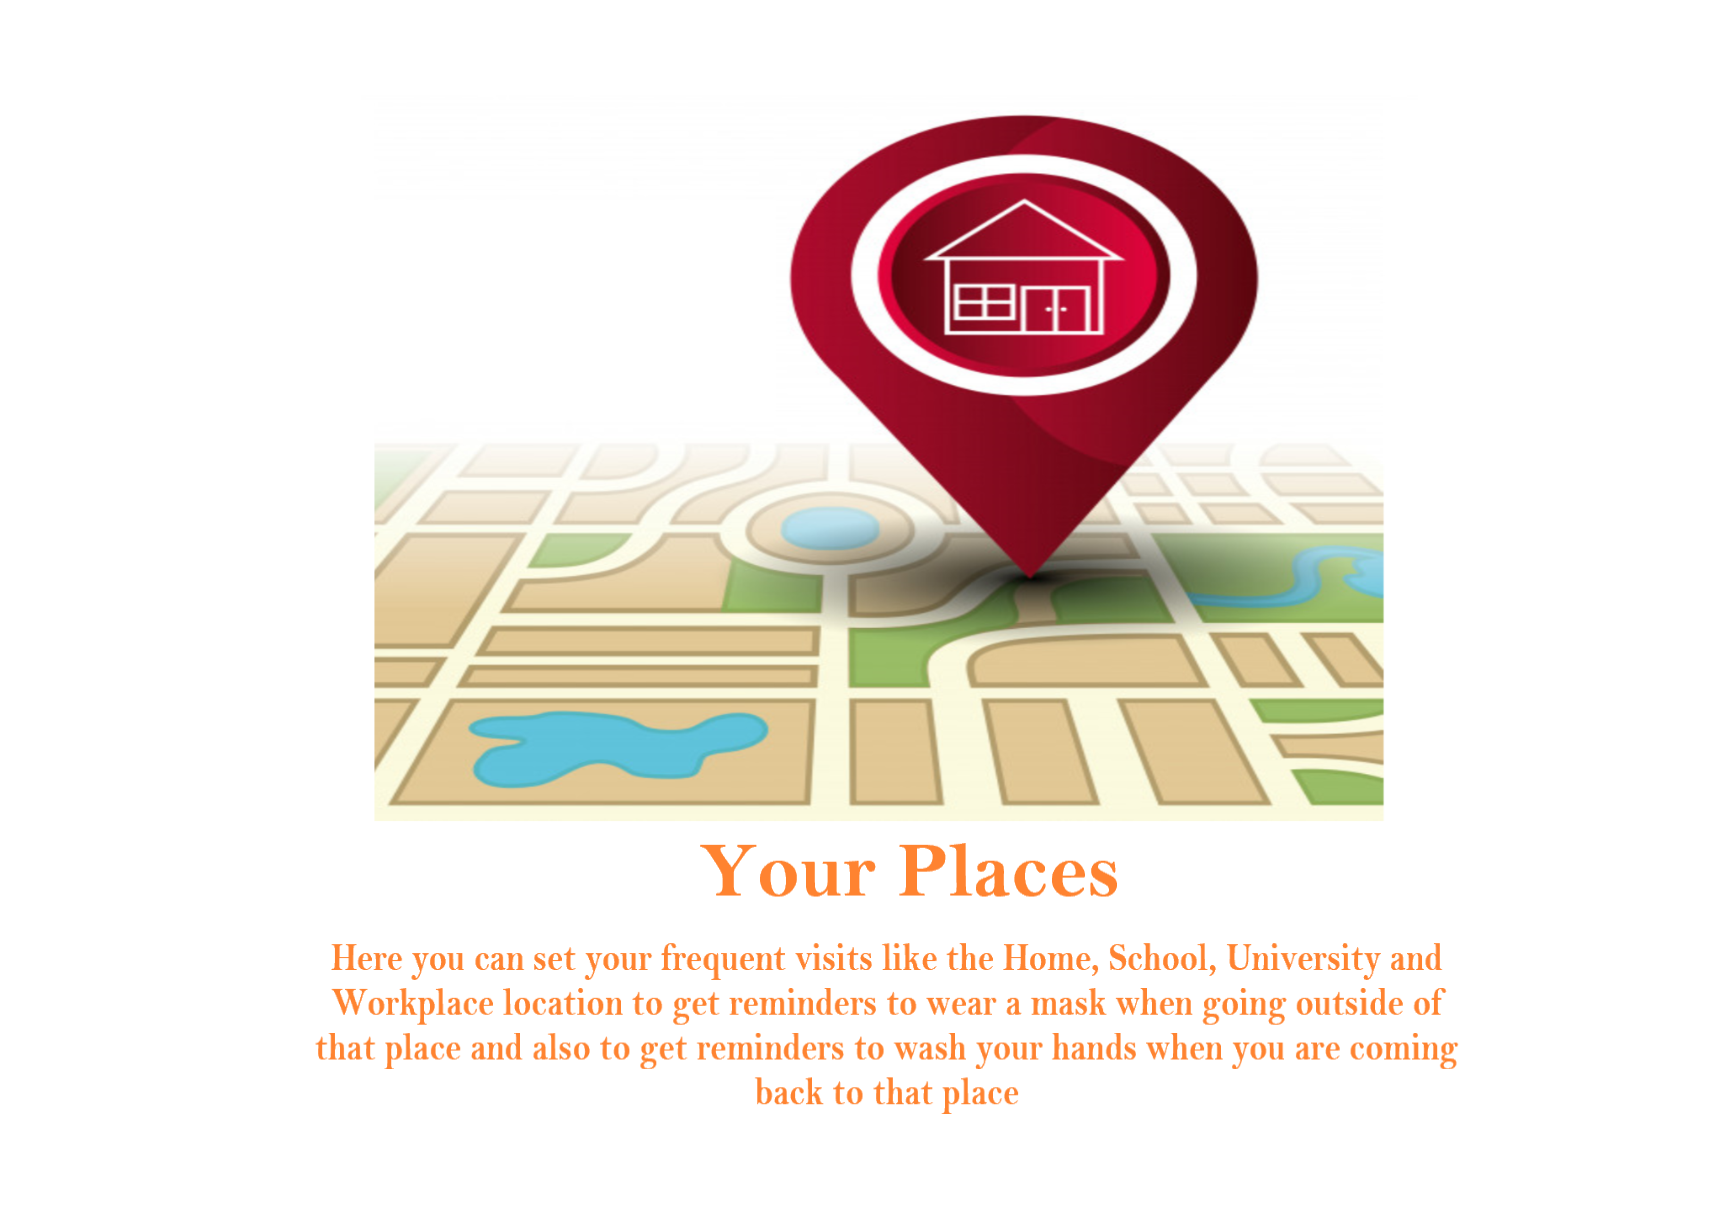 Your Places
Here you can set your frequent visits like the Home, School, University and
Workplace location to get reminders to wear a mask when going outside of
that place and also to get reminders to wash your hands when you are coming
back to that place